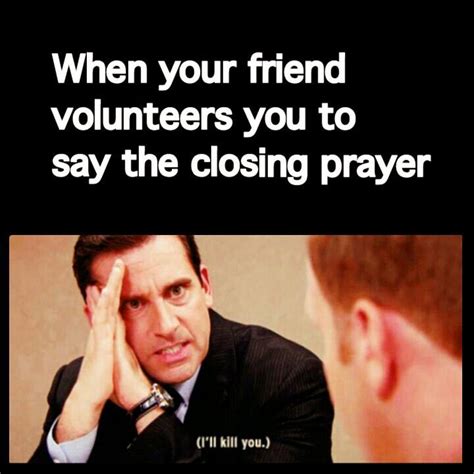 When your friend
volunteers you to
say the closing prayer
(I'll kill you.)